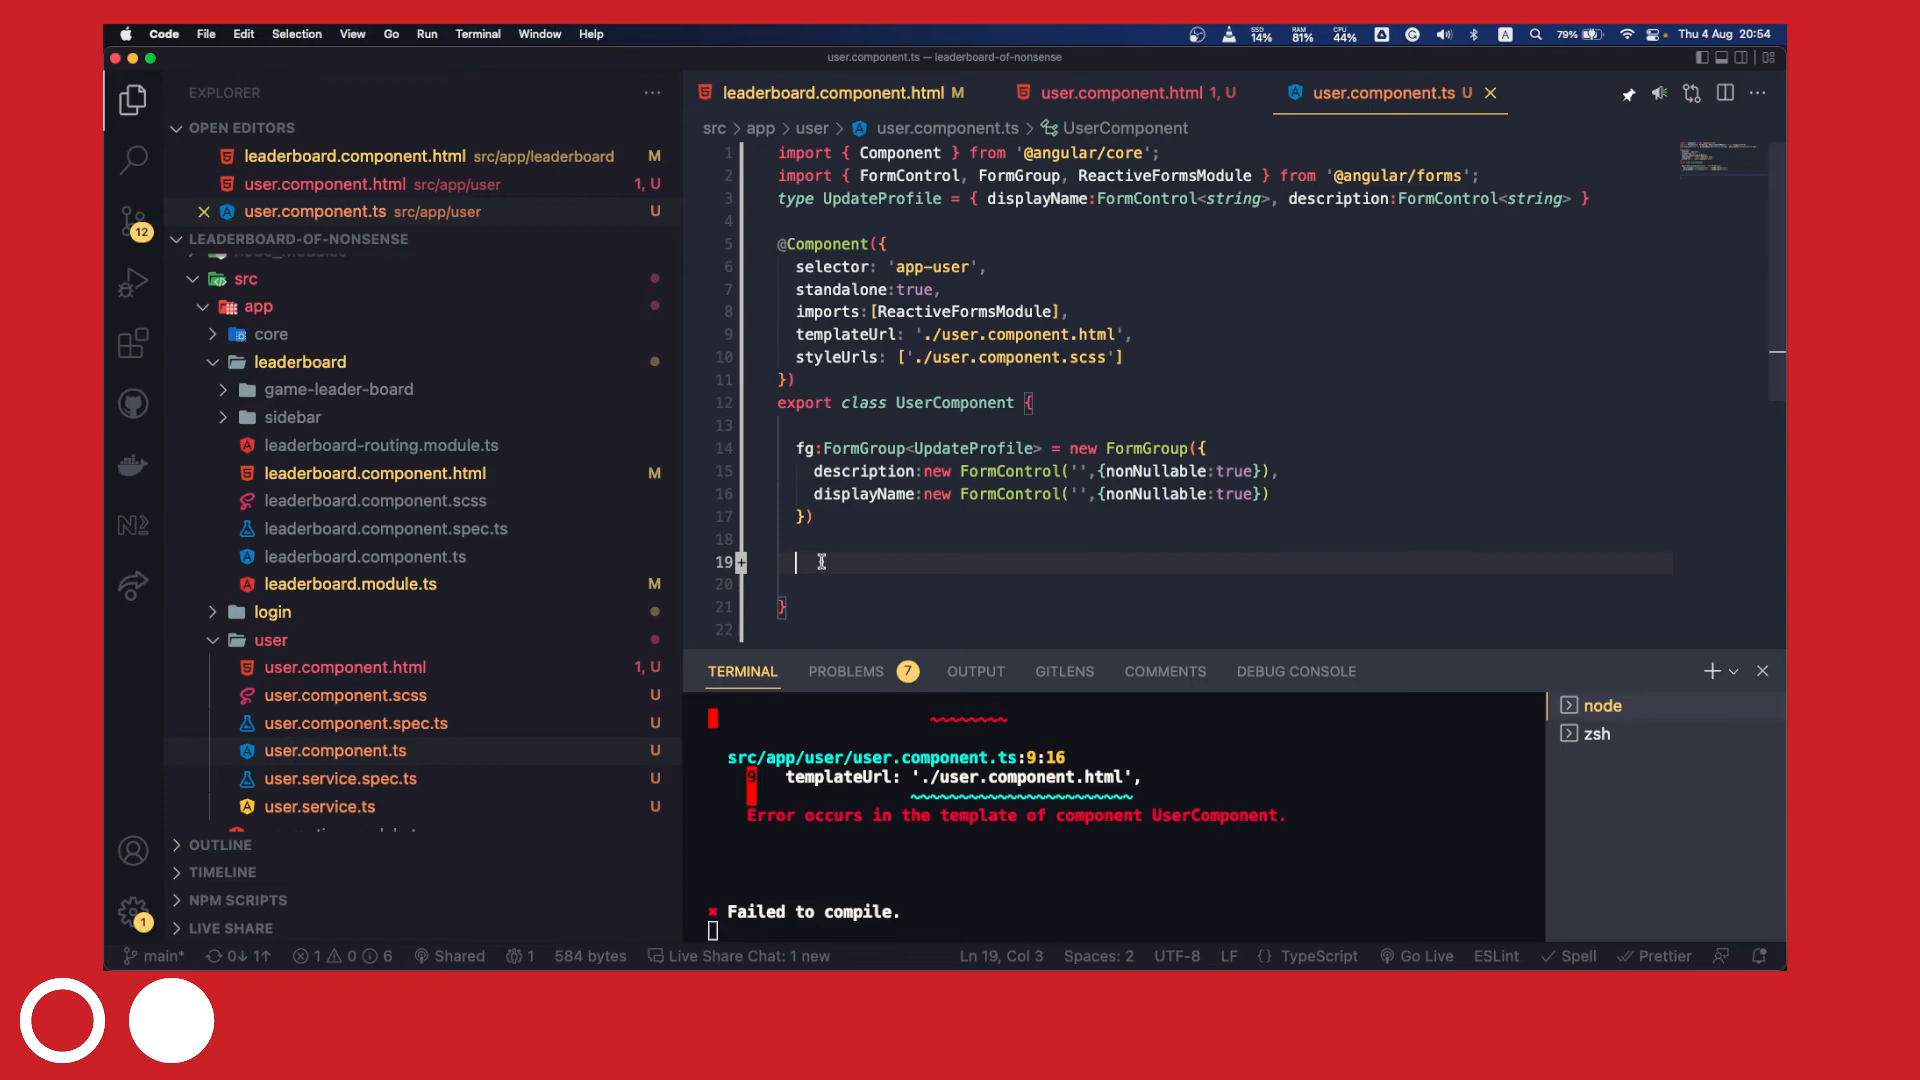 Code File Edit Selection View Go Run Terminal Window Help
SSD 14% RAM 81% CPU 44% A 79% Thu 4 Aug 20:54
user.component.ts — leaderboard-of-nonsense
EXPLORER
OPEN EDITORS
leaderboard.component.html src/app/leaderboard M
user.component.html src/app/user 1, U
user.component.ts src/app/user U
12
LEADERBOARD-OF-NONSENSE
src
app
core
leaderboard
game-leader-board
sidebar
leaderboard-routing.module.ts
leaderboard.component.html M
leaderboard.component.scss
leaderboard.component.spec.ts
leaderboard.component.ts
leaderboard.module.ts M
login
user
user.component.html 1, U
user.component.scss U
user.component.spec.ts U
user.component.ts U
user.service.spec.ts U
user.service.ts U
OUTLINE
TIMELINE
NPM SCRIPTS
LIVE SHARE
1
leaderboard.component.html M user.component.html 1, U user.component.ts U
src > app > user > user.component.ts > UserComponent
1 import { Component } from '@angular/core';
2 import { FormControl, FormGroup, ReactiveFormsModule } from '@angular/forms';
3 type UpdateProfile = { displayName:FormControl<string>, description:FormControl<string> }
4
5 @Component({
6 selector: 'app-user',
7 standalone:true,
8 imports:[ReactiveFormsModule],
9 templateUrl: './user.component.html',
10 styleUrls: ['./user.component.scss']
11 })
12 export class UserComponent {
13
14 fg:FormGroup<UpdateProfile> = new FormGroup({
15 description:new FormControl('',{nonNullable:true}),
16 displayName:new FormControl('',{nonNullable:true})
17 })
18
19
20
21 }
22
TERMINAL PROBLEMS 7 OUTPUT GITLENS COMMENTS DEBUG CONSOLE
node
zsh
src/app/user/user.component.ts:9:16
9 templateUrl: './user.component.html',
Error occurs in the template of component UserComponent.
✖ Failed to compile.
main* 0↓ 1↑ 1 0 6 Shared 1 584 bytes Live Share Chat: 1 new Ln 19, Col 3 Spaces: 2 UTF-8 LF {} TypeScript Go Live ESLint Spell Prettier